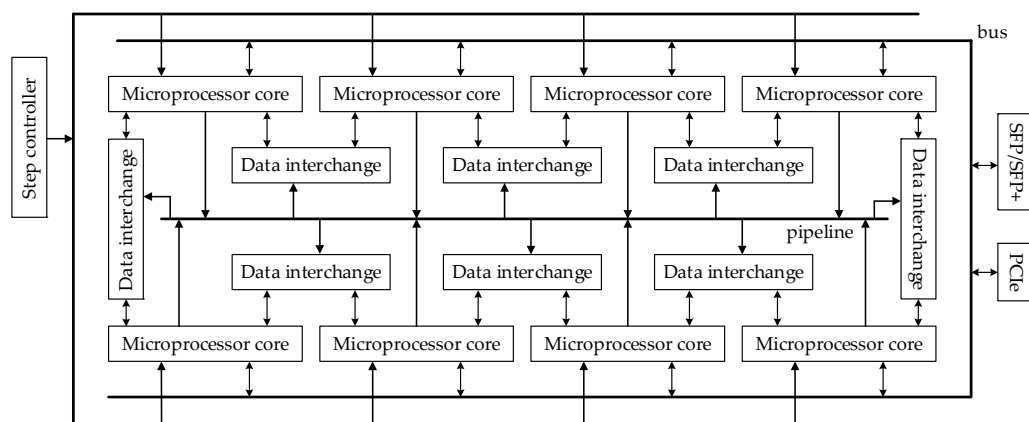 bus
Step controller
Microprocessor core
Microprocessor core
Microprocessor core
Microprocessor core
Data interchange
Data interchange
Data interchange
Data interchange
Data interchange
SFP/SFP+
pipeline
Data interchange
Data interchange
Data interchange
PCIe
Microprocessor core
Microprocessor core
Microprocessor core
Microprocessor core